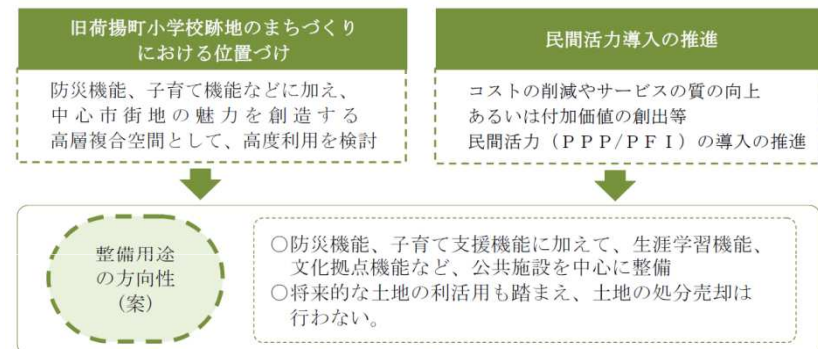 旧荷揚町小学校跡地のまちづくり
における位置づけ
防災機能、子育て機能などに加え、
中心市街地の魅力を創造する
高層複合空間として、高度利用を検討
民間活力導入の推進
コストの削減やサービスの質の向上
あるいは付加価値の創出等
民間活力（ＰＰＰ/ＰＦＩ）の導入の推進
整備用途
の方向性
（案）
○防災機能、子育て支援機能に加えて、生涯学習機能、
文化拠点機能など、公共施設を中心に整備
○将来的な土地の利活用も踏まえ、土地の処分売却は
行わない。